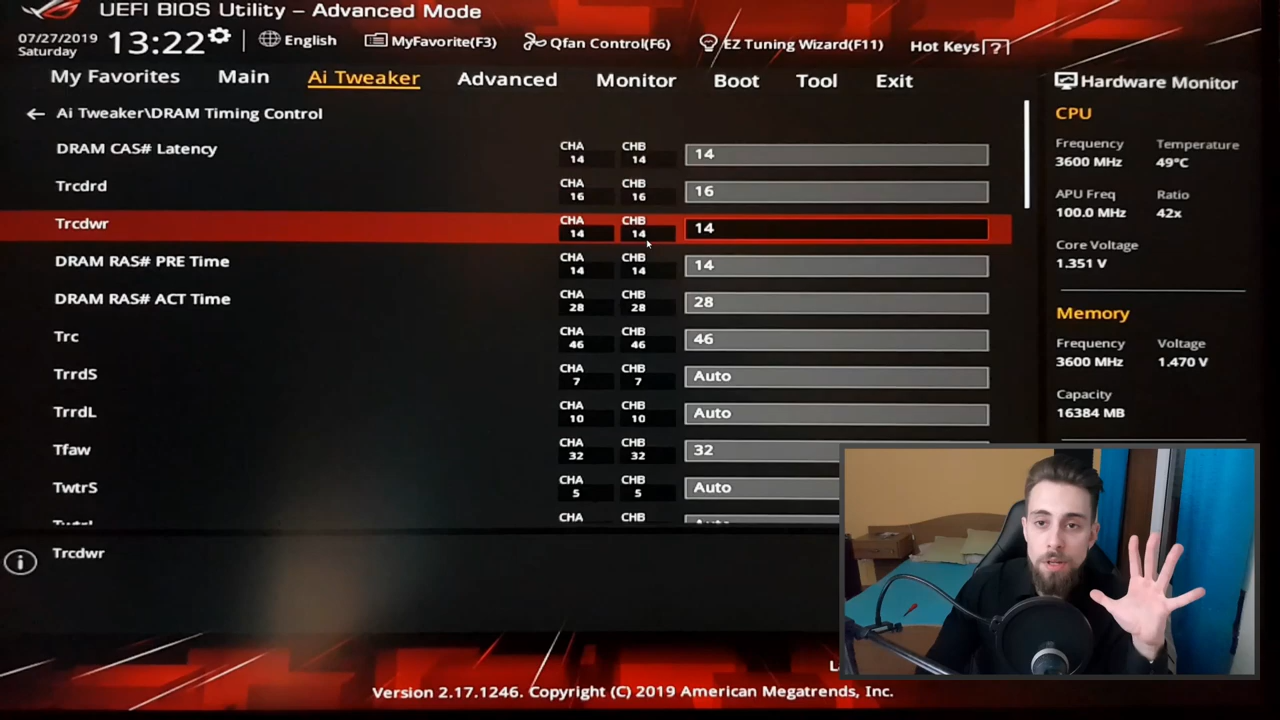 UEFI BIOS Utility – Advanced Mode
07/27/2019
Saturday
13:22
English
MyFavorite(F3)
Qfan Control(F6)
EZ Tuning Wizard(F11)
Hot Keys ?
My Favorites Main Ai Tweaker Advanced Monitor Boot Tool Exit
Hardware Monitor
← Ai Tweaker\DRAM Timing Control
DRAM CAS# Latency CHA 14 CHB 14 14
Trcdrd CHA 16 CHB 16 16
Trcdwr CHA 14 CHB 14 14
DRAM RAS# PRE Time CHA 14 CHB 14 14
DRAM RAS# ACT Time CHA 28 CHB 28 28
Trc CHA 46 CHB 46 46
TrrdS CHA 7 CHB 7 Auto
TrrdL CHA 10 CHB 10 Auto
Tfaw CHA 32 CHB 32 32
TwtrS CHA 5 CHB 5 Auto
CHA CHB
CPU
Frequency Temperature
3600 MHz 49°C
APU Freq Ratio
100.0 MHz 42x
Core Voltage
1.351 V
Memory
Frequency Voltage
3600 MHz 1.470 V
Capacity
16384 MB
Trcdwr
Version 2.17.1246. Copyright (C) 2019 American Megatrends, Inc.